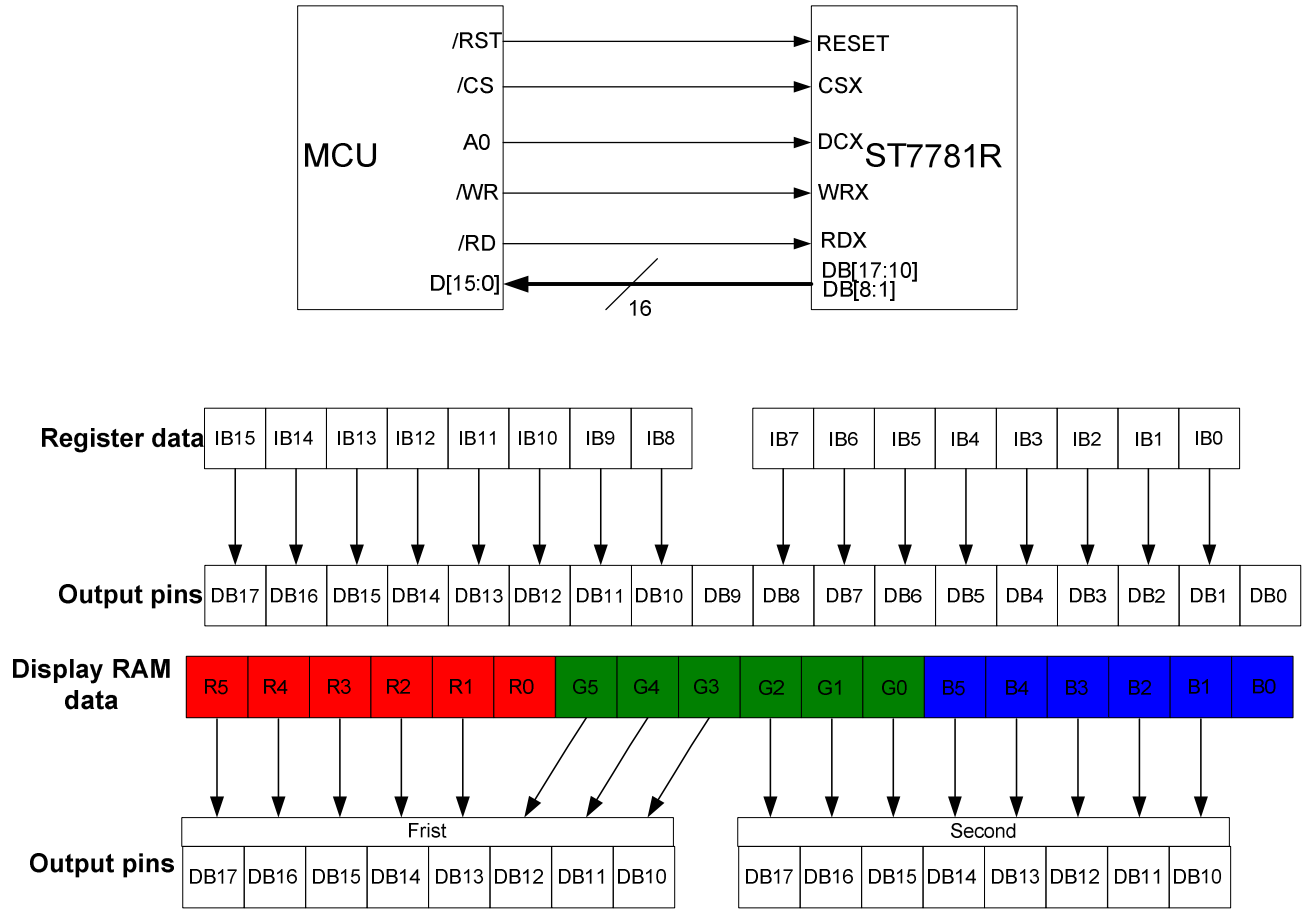 /RST RESET
/CS CSX
A0 DCX
MCU ST7781R
/WR WRX
/RD RDX
D[15:0] DB[17:10]
DB[8:1]
16
Register data IB15 IB14 IB13 IB12 IB11 IB10 IB9 IB8 IB7 IB6 IB5 IB4 IB3 IB2 IB1 IB0
Output pins DB17 DB16 DB15 DB14 DB13 DB12 DB11 DB10 DB9 DB8 DB7 DB6 DB5 DB4 DB3 DB2 DB1 DB0
Display RAM
data
R5 R4 R3 R2 R1 R0 G5 G4 G3 G2 G1 G0 B5 B4 B3 B2 B1 B0
Frist Second
Output pins DB17 DB16 DB15 DB14 DB13 DB12 DB11 DB10 DB17 DB16 DB15 DB14 DB13 DB12 DB11 DB10